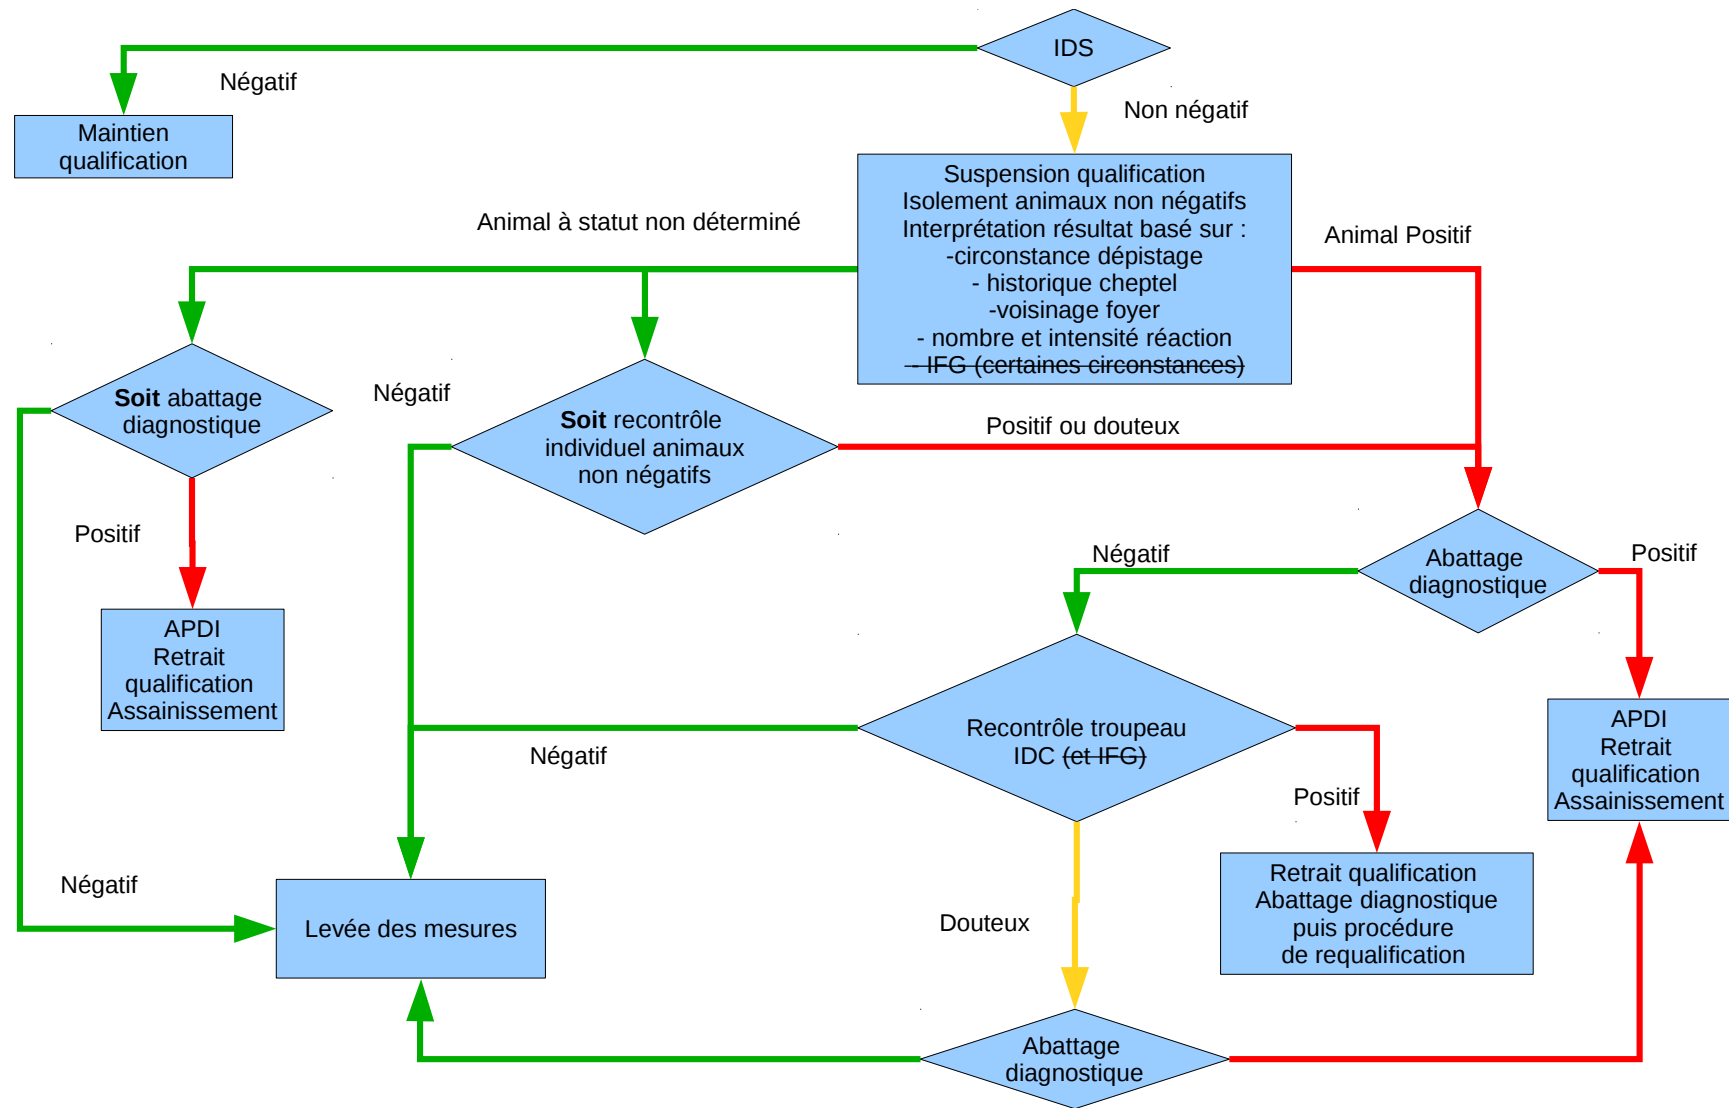 IDS
Négatif
Non négatif
Maintien
qualification
Suspension qualification
Isolement animaux non négatifs
Interprétation résultat basé sur :
-circonstance dépistage
- historique cheptel
-voisinage foyer
- nombre et intensité réaction
- IFG (certaines circonstances)
Animal à statut non déterminé
Animal Positif
Soit abattage
diagnostique
Négatif
Soit recontrôle
individuel animaux
non négatifs
Positif ou douteux
Positif
APDI
Retrait
qualification
Assainissement
Négatif
Abattage
diagnostique
Positif
Recontrôle troupeau
IDC (et IFG)
Négatif
Positif
APDI
Retrait
qualification
Assainissement
Négatif
Levée des mesures
Douteux
Retrait qualification
Abattage diagnostique
puis procédure
de requalification
Abattage
diagnostique